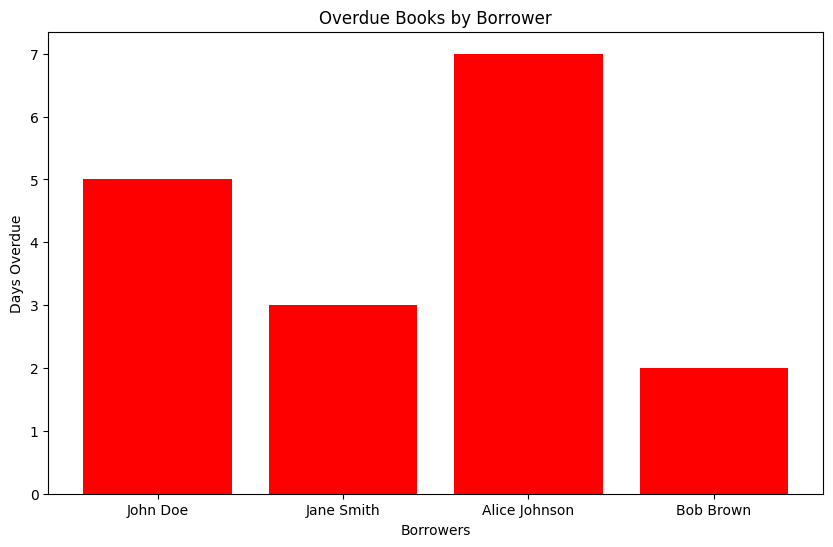 Overdue Books by Borrower
Days Overdue
7
6
5
4
3
2
1
0
John Doe
Jane Smith
Alice Johnson
Bob Brown
Borrowers